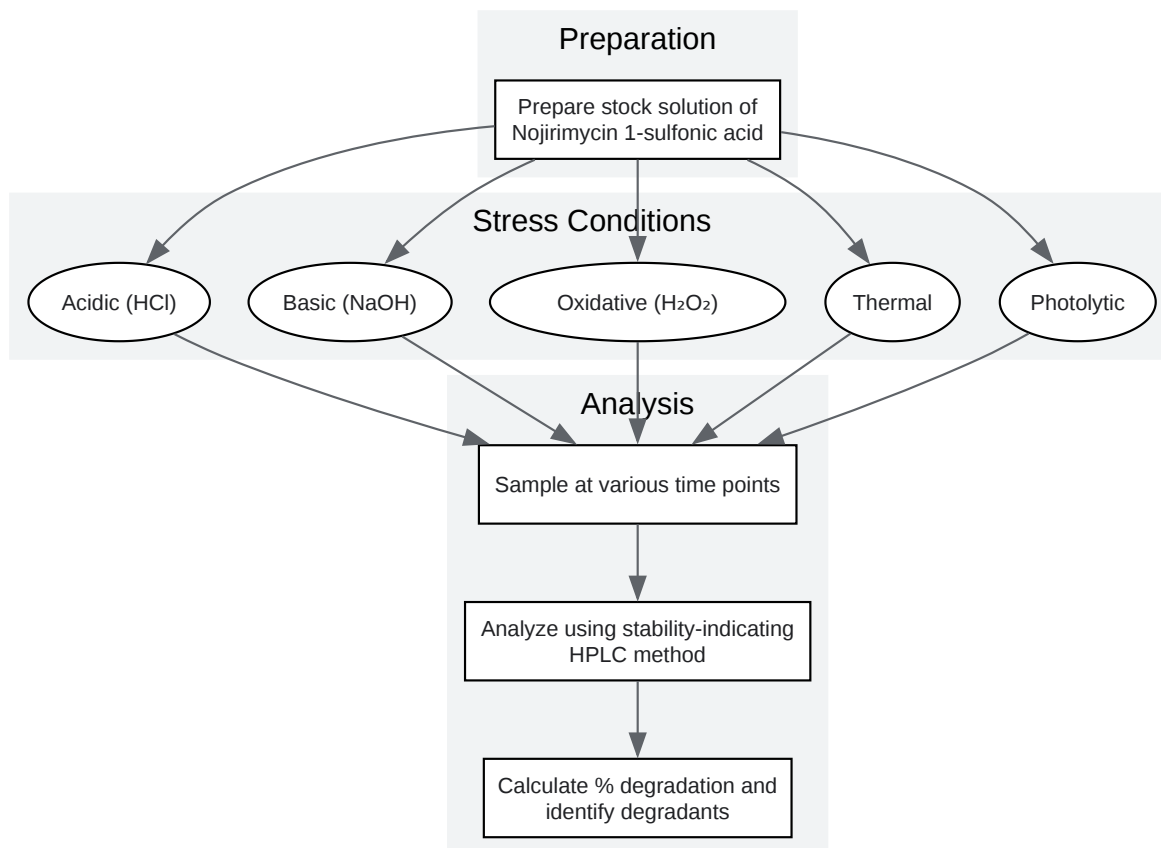 Preparation
Prepare stock solution of
Nojirimycin 1-sulfonic acid
Stress Conditions
Acidic (HCl)
Basic (NaOH)
Oxidative (H₂O₂)
Thermal
Photolytic
Analysis
Sample at various time points
Analyze using stability-indicating
HPLC method
Calculate % degradation and
identify degradants